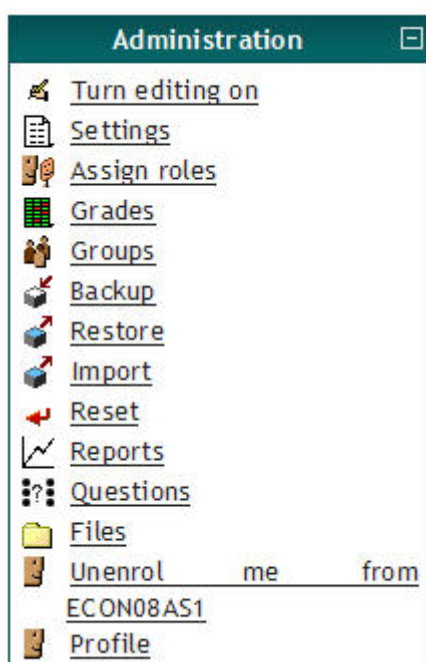 Administration
Turn editing on
Settings
Assign roles
Grades
Groups
Backup
Restore
Import
Reset
Reports
Questions
Files
Unenrol me from
ECON08AS1
Profile